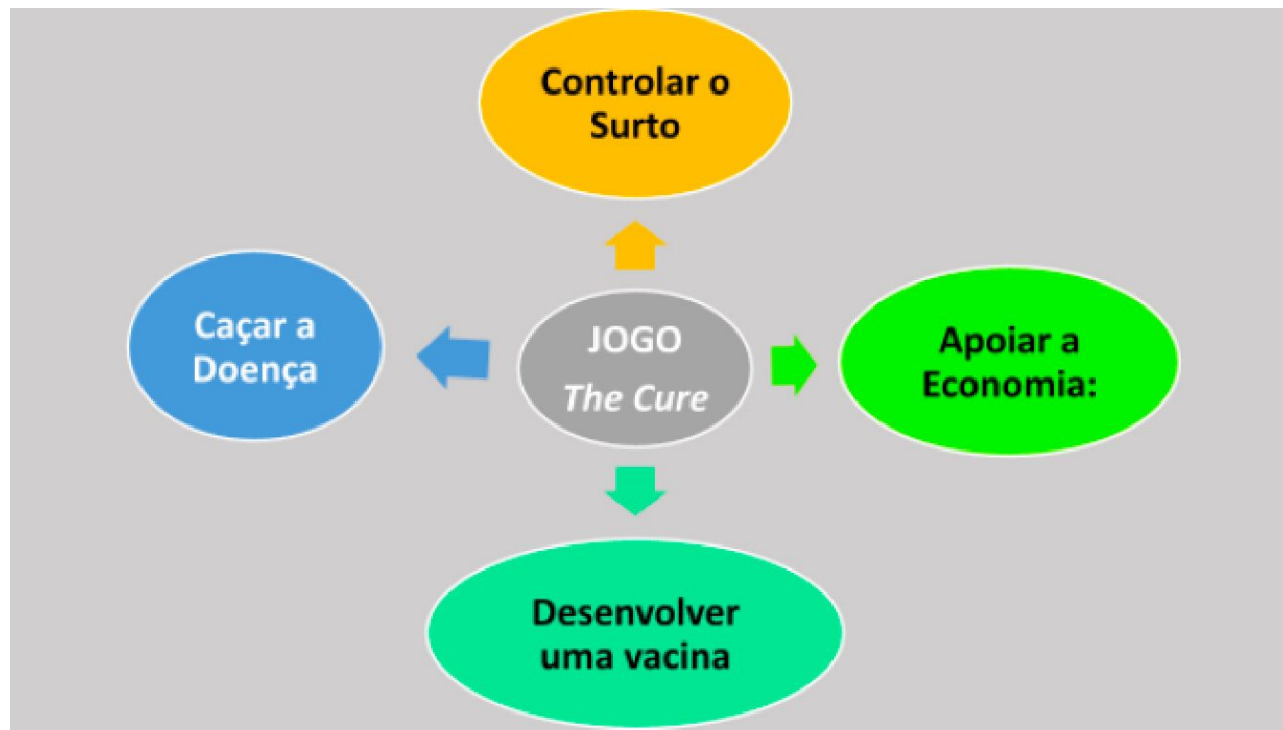 Controlar o
Surto
Caçar a
Doença
JOGO
The Cure
Apoiar a
Economia:
Desenvolver
uma vacina